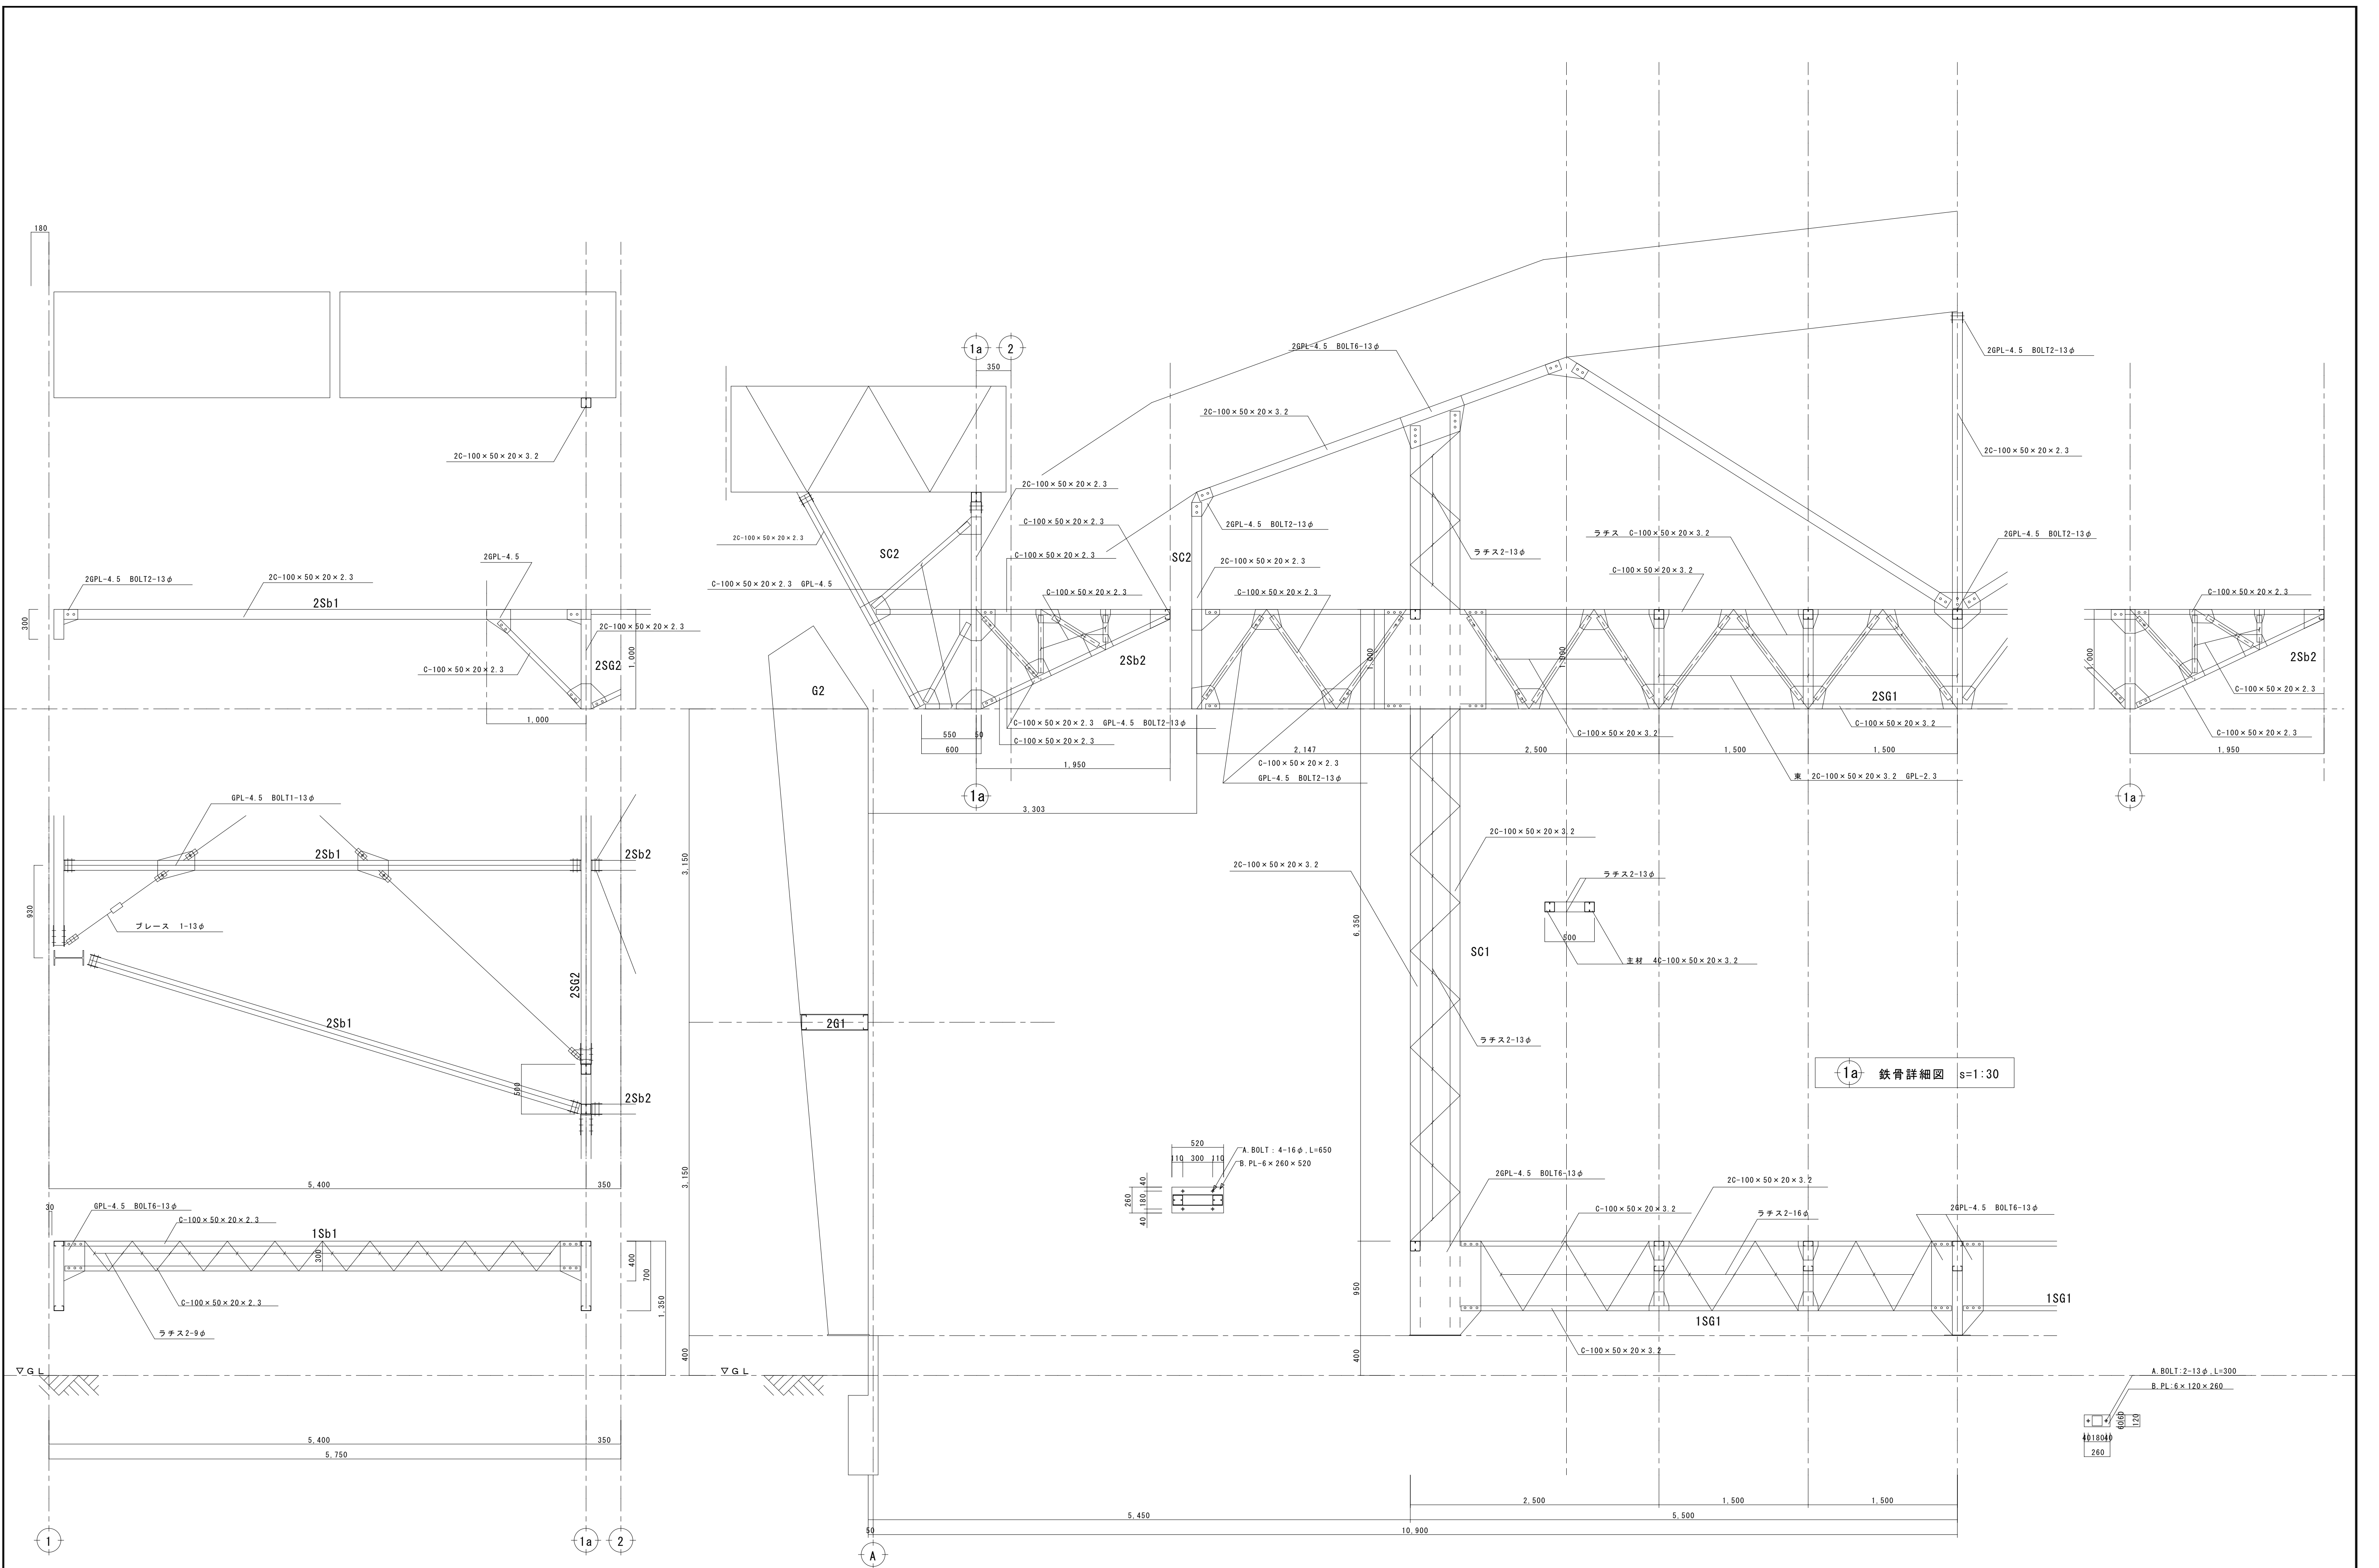 180
2C-100×50×20×3.2
2GPL-4.5
2GPL-4.5 BOLT2-13φ
2C-100×50×20×2.3
2Sb1
300
2C-100×50×20×2.3
C-100×50×20×2.3
2SG2
1,000
1,000
GPL-4.5 BOLT1-13φ
2Sb1
2Sb2
930
ブレース 1-13φ
2SG2
2Sb1
500
2Sb2
5,400
350
30
GPL-4.5 BOLT6-13φ
C-100×50×20×2.3
1Sb1
300
400
700
1,350
C-100×50×20×2.3
ラチス2-9φ
▽GL
5,400
350
5,750
1
1a
2
1a
2
350
2C-100×50×20×2.3
C-100×50×20×2.3
2C-100×50×20×2.3
SC2
C-100×50×20×2.3
C-100×50×20×2.3 GPL-4.5
C-100×50×20×2.3
2Sb2
G2
C-100×50×20×2.3 GPL-4.5 BOLT2-13φ
C-100×50×20×2.3
550
50
600
1,950
1a
3,303
3,150
2G1
3,150
400
▽GL
2GPL-4.5 BOLT6-13φ
2C-100×50×20×3.2
2GPL-4.5 BOLT2-13φ
SC2
2C-100×50×20×2.3
C-100×50×20×2.3
ラチス2-13φ
ラチス C-100×50×20×3.2
C-100×50×20×3.2
2GPL-4.5 BOLT2-13φ
2C-100×50×20×2.3
2GPL-4.5 BOLT2-13φ
1,000
1,000
2SG1
C-100×50×20×3.2
C-100×50×20×3.2
2,147
2,500
1,500
1,500
C-100×50×20×2.3
GPL-4.5 BOLT2-13φ
束 2C-100×50×20×3.2 GPL-2.3
1,000
C-100×50×20×2.3
2Sb2
C-100×50×20×2.3
C-100×50×20×2.3
1,950
1a
2C-100×50×20×3.2
2C-100×50×20×3.2
6,350
SC1
ラチス2-13φ
ラチス2-13φ
500
主材 4C-100×50×20×3.2
1a 鉄骨詳細図 s=1:30
520
110
300
110
A.BOLT: 4-16φ,L=650
B.PL-6×260×520
40
180
40
260
2GPL-4.5 BOLT6-13φ
2C-100×50×20×3.2
C-100×50×20×3.2
ラチス2-16φ
2GPL-4.5 BOLT6-13φ
950
400
1SG1
1SG1
C-100×50×20×3.2
A.BOLT:2-13φ,L=300
B.PL:6×120×260
60
60
120
40
180
40
260
2,500
1,500
1,500
5,450
5,500
50
10,900
A